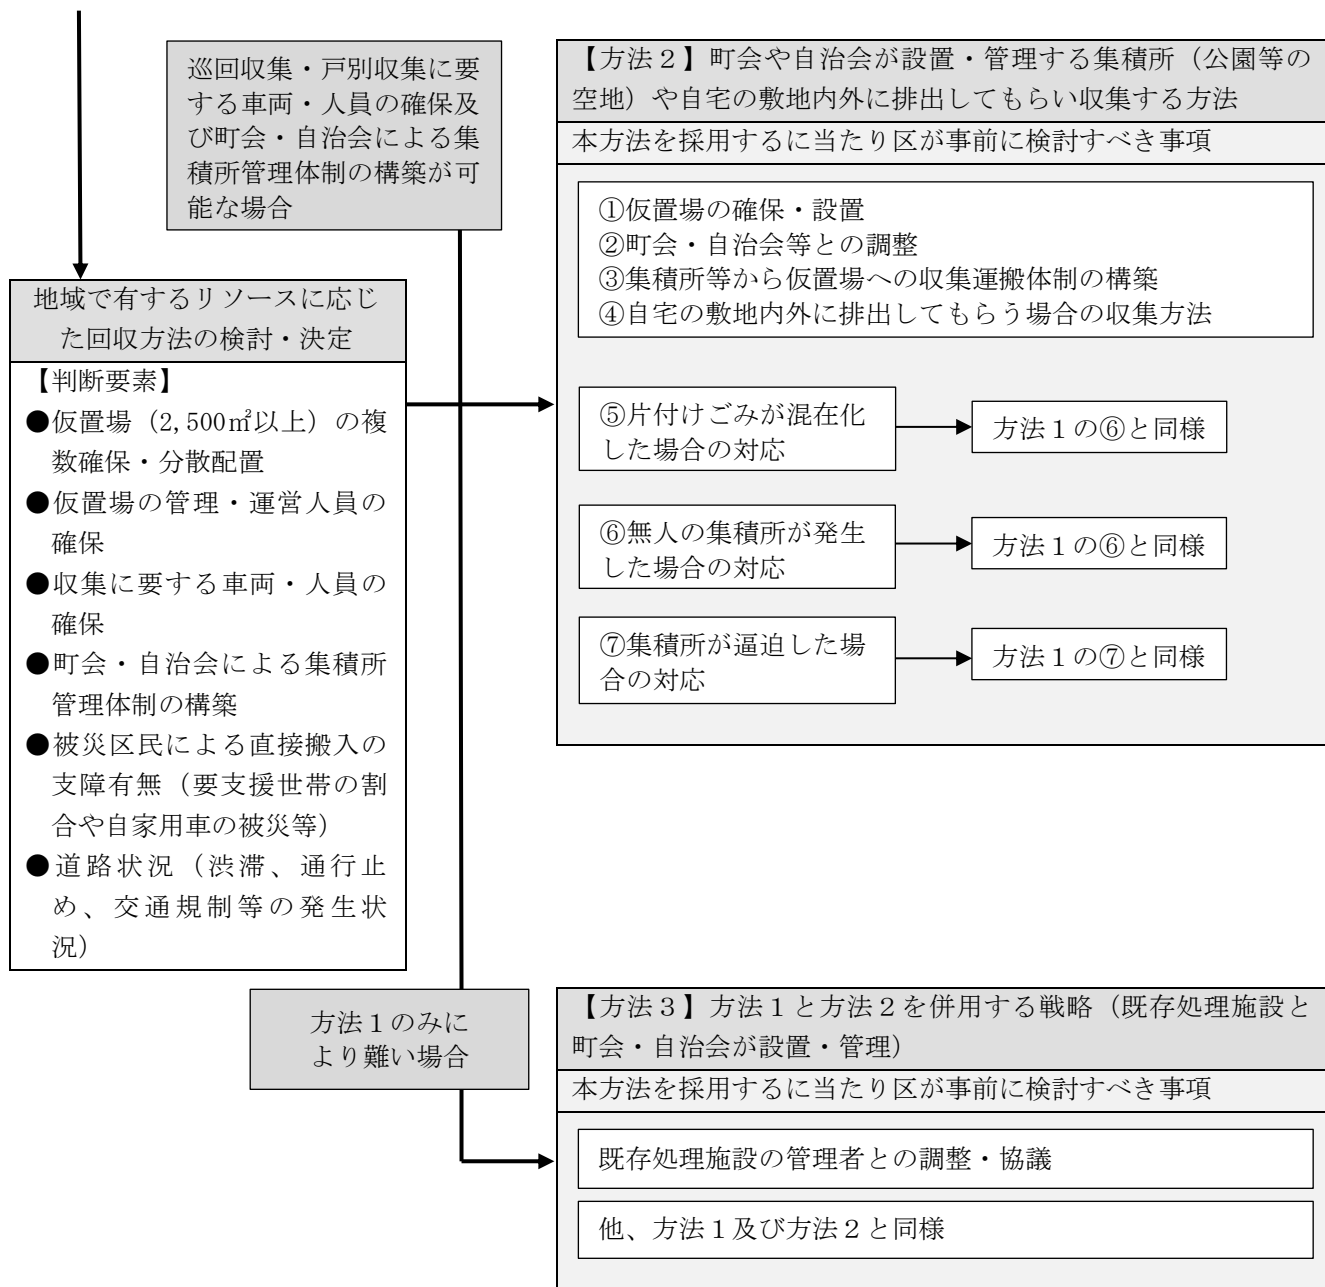 巡回収集・戸別収集に要
する車両・人員の確保及
び町会・自治会による集
積所管理体制の構築が可
能な場合
地域で有するリソースに応じ
た回収方法の検討・決定
【判断要素】
●仮置場（2,500㎡以上）の複
数確保・分散配置
●仮置場の管理・運営人員の
確保
●収集に要する車両・人員の
確保
●町会・自治会による集積所
管理体制の構築
●被災区民による直接搬入の
支障有無（要支援世帯の割
合や自家用車の被災等）
●道路状況（渋滞、通行止
め、交通規制等の発生状
況）
【方法２】町会や自治会が設置・管理する集積所（公園等の
空地）や自宅の敷地内外に排出してもらい収集する方法
本方法を採用するに当たり区が事前に検討すべき事項
①仮置場の確保・設置
②町会・自治会等との調整
③集積所等から仮置場への収集運搬体制の構築
④自宅の敷地内外に排出してもらう場合の収集方法
⑤片付けごみが混在化
した場合の対応
方法１の⑥と同様
⑥無人の集積所が発生
した場合の対応
方法１の⑥と同様
⑦集積所が逼迫した場
合の対応
方法１の⑦と同様
方法１のみに
より難い場合
【方法３】方法１と方法２を併用する戦略（既存処理施設と
町会・自治会が設置・管理）
本方法を採用するに当たり区が事前に検討すべき事項
既存処理施設の管理者との調整・協議
他、方法１及び方法２と同様